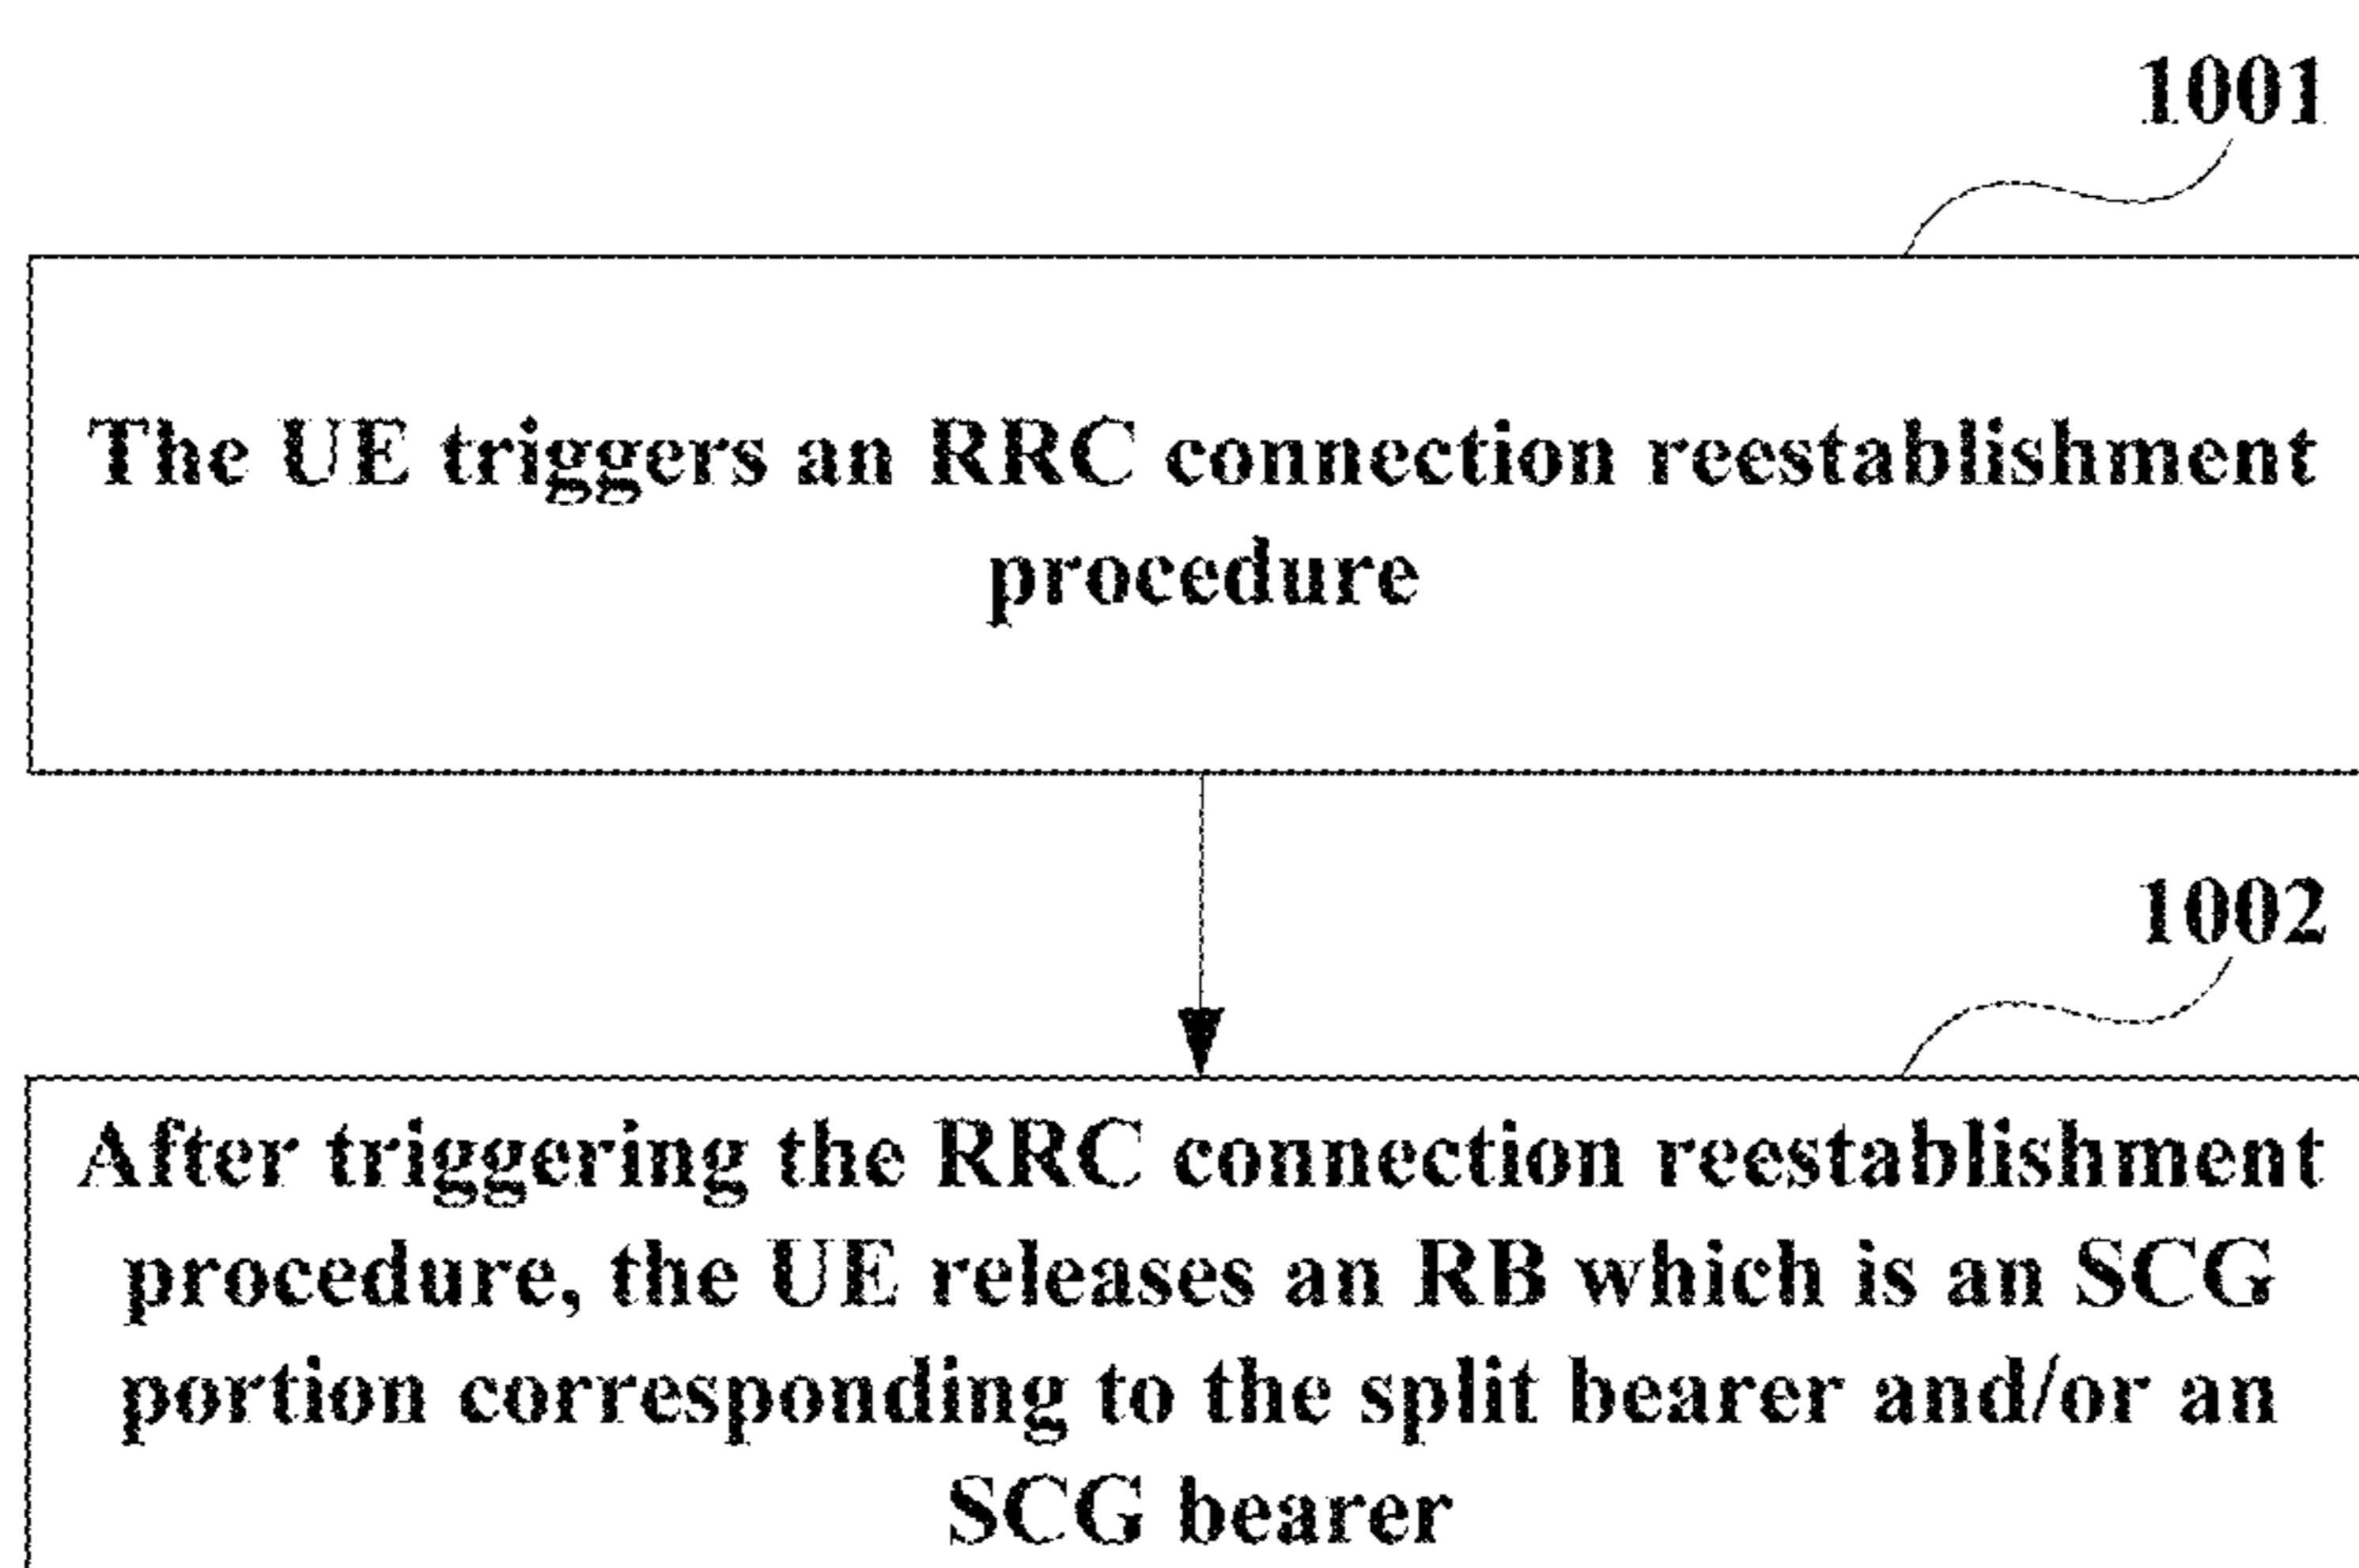 1001
The UE triggers an RRC connection reestablishment
procedure
1002
After triggering the RRC connection reestablishment
procedure, the UE releases an RB which is an SCG
portion corresponding to the split bearer and/or an
SCG bearer